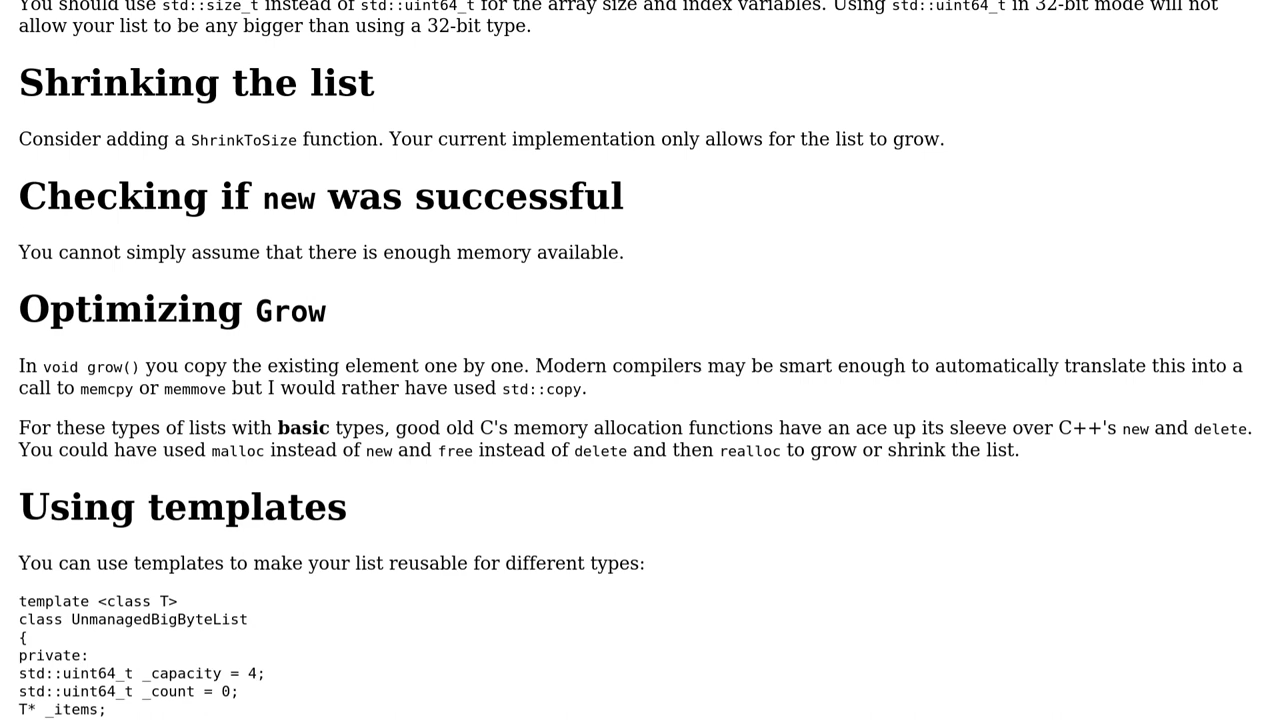 You should use std::size_t instead of std::uint64_t for the array size and index variables. Using std::uint64_t in 32-bit mode will not
allow your list to be any bigger than using a 32-bit type.
Shrinking the list
Consider adding a ShrinkToSize function. Your current implementation only allows for the list to grow.
Checking if new was successful
You cannot simply assume that there is enough memory available.
Optimizing Grow
In void grow() you copy the existing element one by one. Modern compilers may be smart enough to automatically translate this into a
call to memcpy or memmove but I would rather have used std::copy.
For these types of lists with basic types, good old C's memory allocation functions have an ace up its sleeve over C++'s new and delete.
You could have used malloc instead of new and free instead of delete and then realloc to grow or shrink the list.
Using templates
You can use templates to make your list reusable for different types:
template <class T>
class UnmanagedBigByteList
{
private:
std::uint64_t _capacity = 4;
std::uint64_t _count = 0;
T* _items;